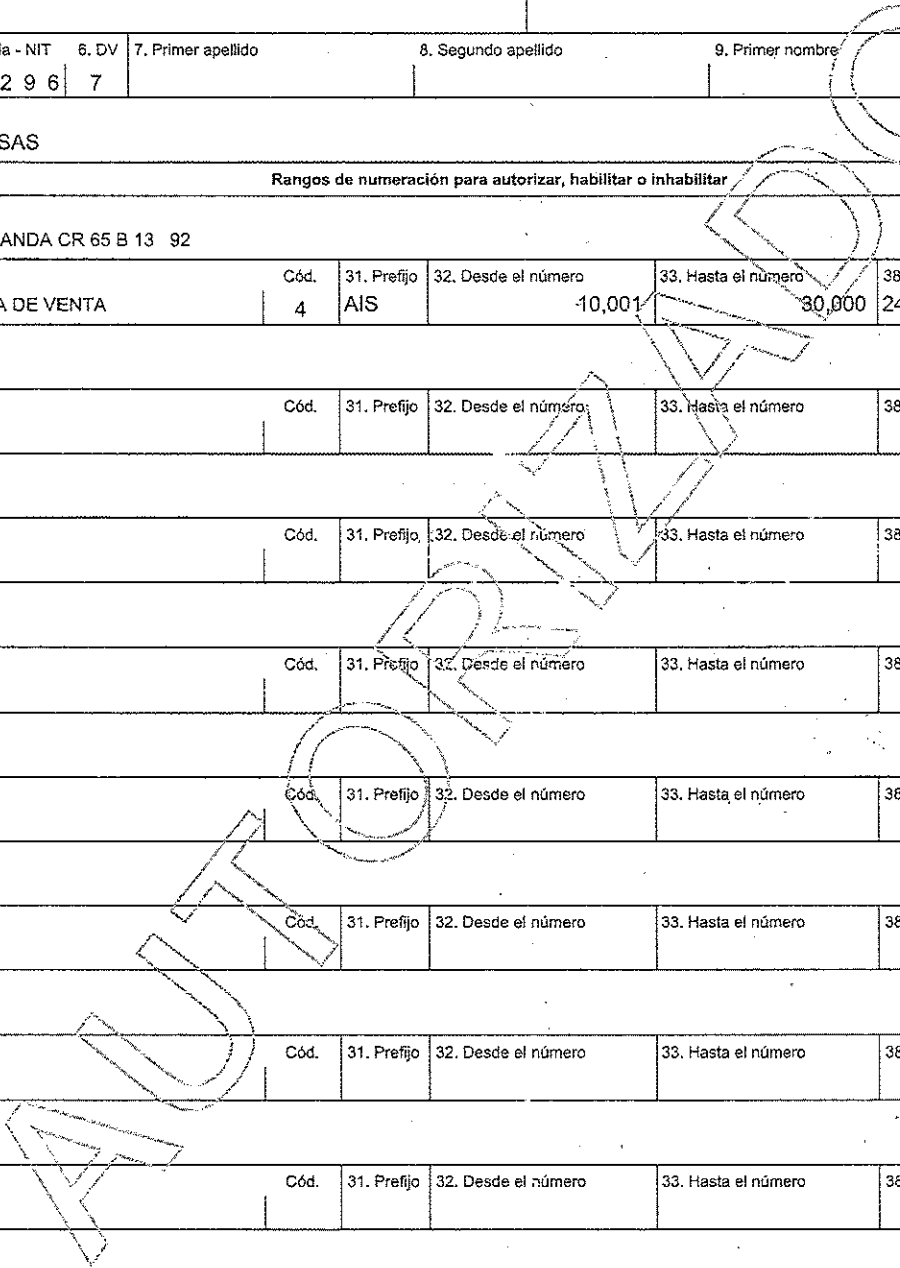 ia - NIT 6. DV 7. Primer apellido 8. Segundo apellido 9. Primer nombre
2 9 6 7
SAS
Rangos de numeración para autorizar, habilitar o inhabilitar
ANDA CR 65 B 13 92
Cód. 31. Prefijo 32. Desde el número 33. Hasta el número 38
A DE VENTA 4 AIS 10,001 30,000 24
Cód. 31. Prefijo 32. Desde el número 33. Hasta el número 38
Cód. 31. Prefijo 32. Desde el número 33. Hasta el número 38
Cód. 31. Prefijo 32. Desde el número 33. Hasta el número 38
Cód. 31. Prefijo 32. Desde el número 33. Hasta el número 38
Cód. 31. Prefijo 32. Desde el número 33. Hasta el número 38
Cód. 31. Prefijo 32. Desde el número 33. Hasta el número 38
Cód. 31. Prefijo 32. Desde el número 33. Hasta el número 38
AUTORIZADO